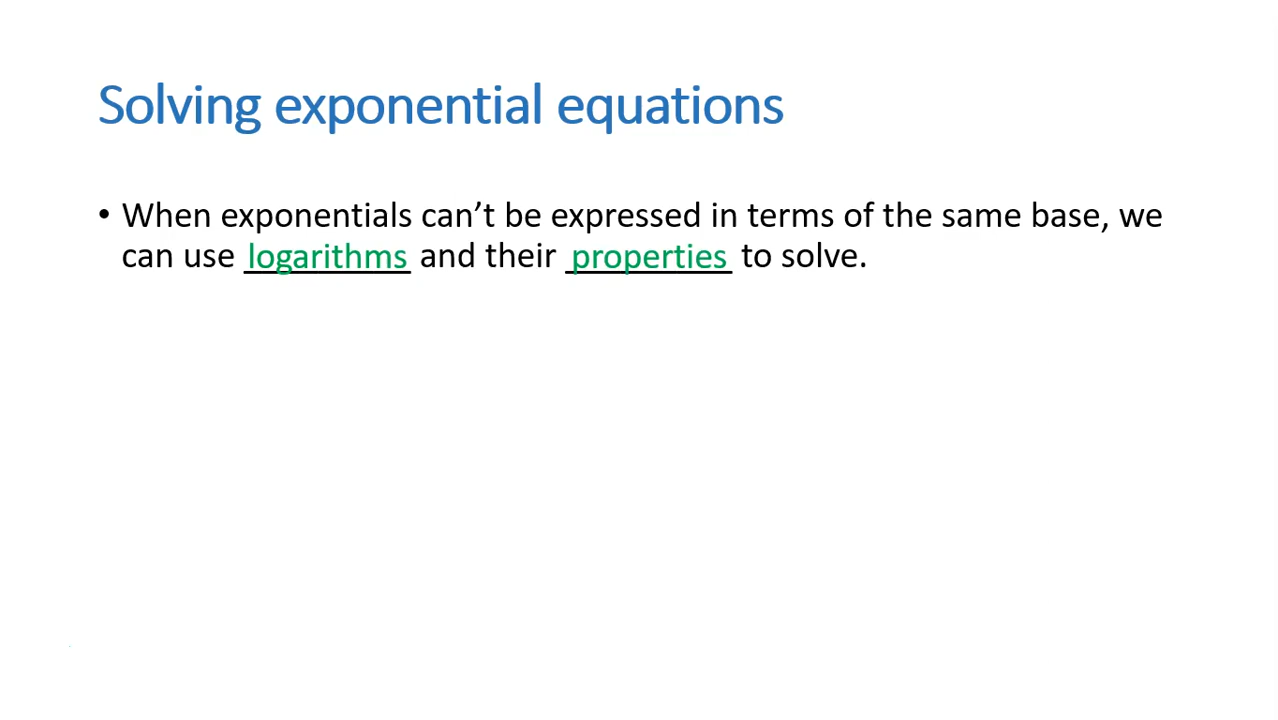 Solving exponential equations
• When exponentials can’t be expressed in terms of the same base, we
can use logarithms and their properties to solve.